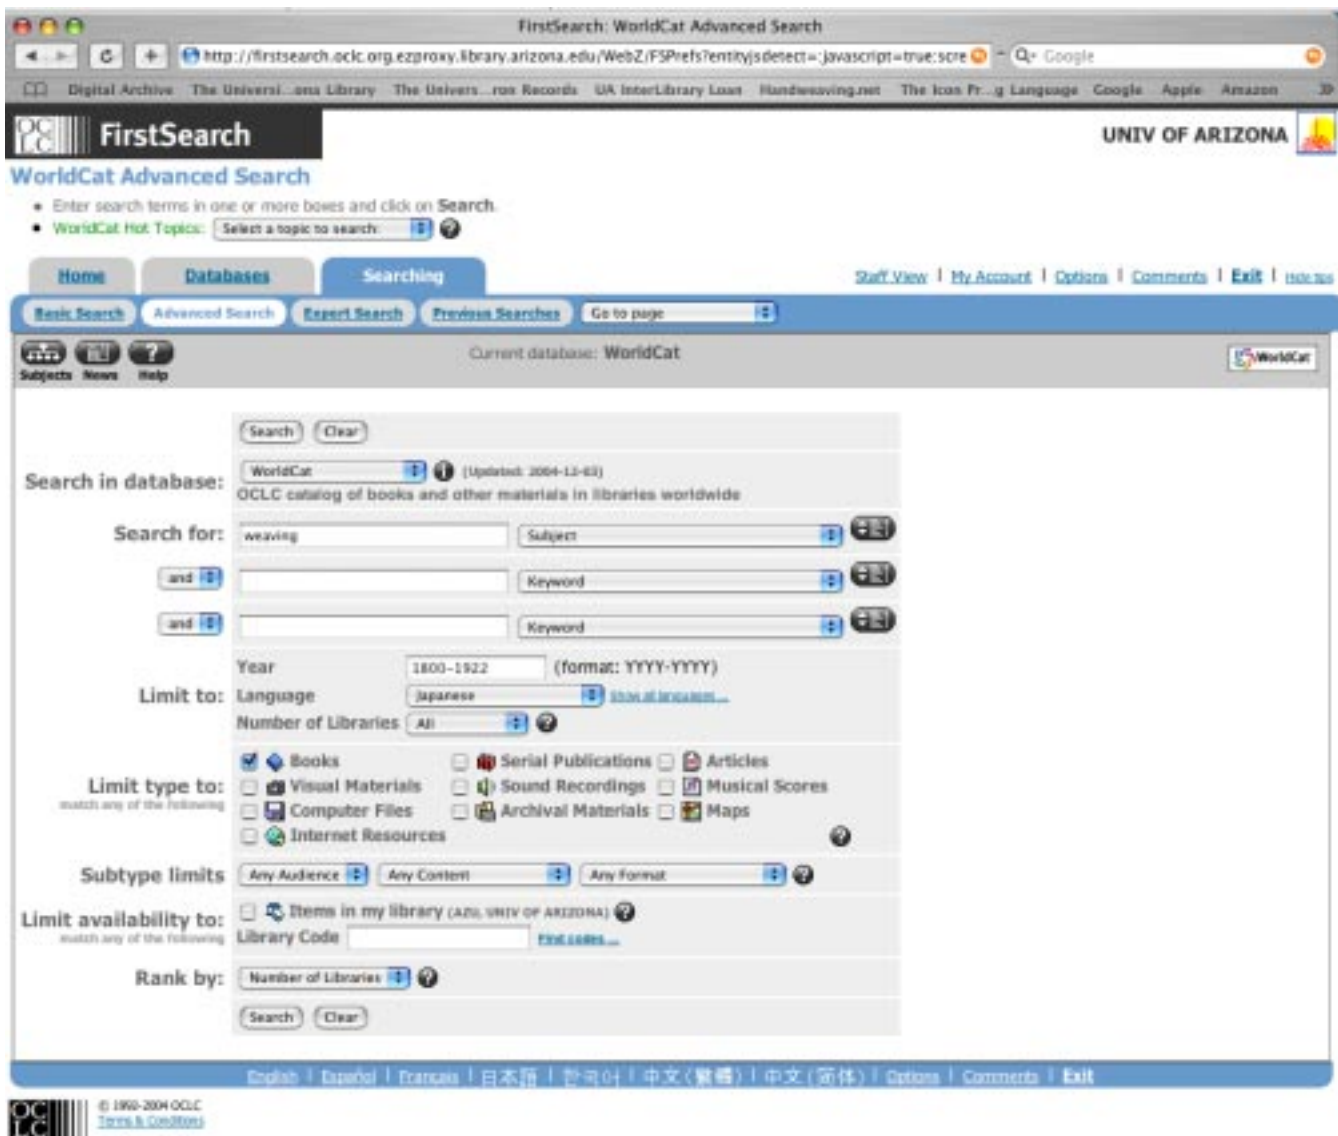 FirstSearch: WorldCat Advanced Search
http://firstsearch.oclc.org.ezproxy.library.arizona.edu/WebZ/FSPrefs?entityjsdetect=:javascript=true:scre
Google
Digital Archive The Universi...ona Library The Univers...ron Records UA InterLibrary Loan Handweaving.net The Icon Pr...g Language Google Apple Amazon
OCLC FirstSearch UNIV OF ARIZONA
WorldCat Advanced Search
Enter search terms in one or more boxes and click on Search.
WorldCat Hot Topics: Select a topic to search:
Home Databases Searching Staff View | My Account | Options | Comments | Exit | Hide tips
Basic Search Advanced Search Expert Search Previous Searches Go to page
Subjects News Help Current database: WorldCat WorldCat
Search Clear
Search in database: WorldCat (Updated: 2004-12-03)
OCLC catalog of books and other materials in libraries worldwide
Search for: weaving Subject
and Keyword
and Keyword
Year 1800-1922 (format: YYYY-YYYY)
Limit to: Language Japanese Show all languages ...
Number of Libraries All
Books Serial Publications Articles
Limit type to: Visual Materials Sound Recordings Musical Scores
match any of the following
Computer Files Archival Materials Maps
Internet Resources
Subtype limits Any Audience Any Content Any Format
Limit availability to: Items in my library (AZU, UNIV OF ARIZONA)
match any of the following Library Code Find codes ...
Rank by: Number of Libraries
Search Clear
English | Español | Français | 日本語 | 한국어 | 中文(繁體) | 中文(简体) | Options | Comments | Exit
OCLC © 1992-2004 OCLC
Terms & Conditions